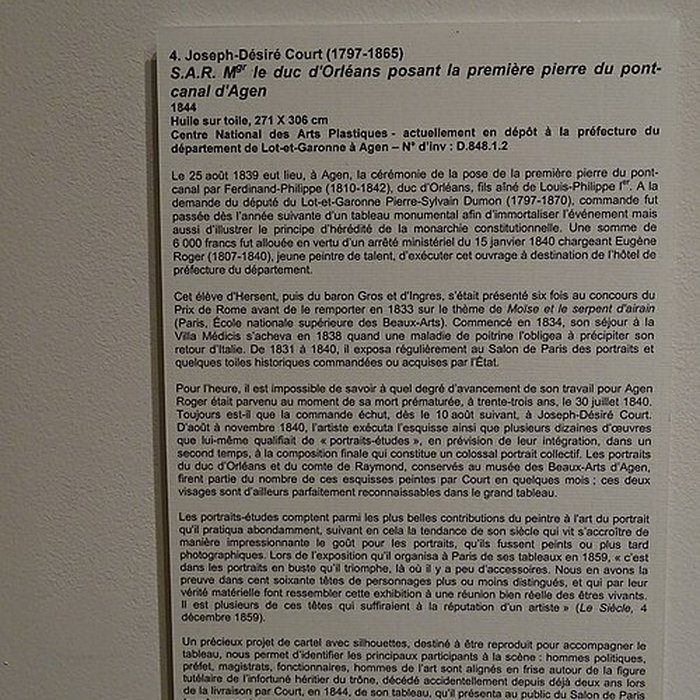 4. Joseph-Désiré Court (1797-1865)
S.A.R. Mgr le duc d'Orléans posant la première pierre du pont-
canal d'Agen
1844
Huile sur toile, 271 X 306 cm
Centre National des Arts Plastiques - actuellement en dépôt à la préfecture du
département de Lot-et-Garonne à Agen – N° d'inv : D.848.1.2
Le 25 août 1839 eut lieu, à Agen, la cérémonie de la pose de la première pierre du pont-
canal par Ferdinand-Philippe (1810-1842), duc d'Orléans, fils aîné de Louis-Philippe Ier. A la
demande du député du Lot-et-Garonne Pierre-Sylvain Dumon (1797-1870), commande fut
passée dès l'année suivante d'un tableau monumental afin d'immortaliser l'événement mais
aussi d'illustrer le principe d'hérédité de la monarchie constitutionnelle. Une somme de
6 000 francs fut allouée en vertu d'un arrêté ministériel du 15 janvier 1840 chargeant Eugène
Roger (1807-1840), jeune peintre de talent, d'exécuter cet ouvrage à destination de l'hôtel de
préfecture du département.
Cet élève d'Hersent, puis du baron Gros et d'Ingres, s'était présenté six fois au concours du
Prix de Rome avant de le remporter en 1833 sur le thème de Moïse et le serpent d'airain
(Paris, École nationale supérieure des Beaux-Arts). Commencé en 1834, son séjour à la
Villa Médicis s'acheva en 1838 quand une maladie de poitrine l'obligea à précipiter son
retour d'Italie. De 1831 à 1840, il exposa régulièrement au Salon de Paris des portraits et
quelques toiles historiques commandées ou acquises par l'État.
Pour l'heure, il est impossible de savoir à quel degré d'avancement de son travail pour Agen
Roger était parvenu au moment de sa mort prématurée, à trente-trois ans, le 30 juillet 1840.
Toujours est-il que la commande échut, dès le 10 août suivant, à Joseph-Désiré Court.
D'août à novembre 1840, l'artiste exécuta l'esquisse ainsi que plusieurs dizaines d'œuvres
que lui-même qualifiait de « portraits-études », en prévision de leur intégration, dans un
second temps, à la composition finale qui constitue un colossal portrait collectif. Les portraits
du duc d'Orléans et du comte de Raymond, conservés au musée des Beaux-Arts d'Agen,
firent partie du nombre de ces esquisses peintes par Court en quelques mois ; ces deux
visages sont d'ailleurs parfaitement reconnaissables dans le grand tableau.
Les portraits-études comptent parmi les plus belles contributions du peintre à l'art du portrait
qu'il pratiqua abondamment, suivant en cela la tendance de son siècle qui vit s'accroître de
manière impressionnante le goût pour les portraits, qu'ils fussent peints ou plus tard
photographiques. Lors de l'exposition qu'il organisa à Paris de ses tableaux en 1859, « c'est
dans les portraits en buste qu'il triomphe, là où il y a peu d'accessoires. Nous en avons la
preuve dans cent soixante têtes de personnages plus ou moins distingués, et qui par leur
vérité matérielle font ressembler cette exhibition à une réunion bien réelle des êtres vivants.
Il est plusieurs de ces têtes qui suffiraient à la réputation d'un artiste » (Le Siècle, 4
décembre 1859).
Un précieux projet de cartel avec silhouettes, destiné à être reproduit pour accompagner le
tableau, nous permet d'identifier les principaux participants à la scène : hommes politiques,
préfet, magistrats, fonctionnaires, hommes de l'art sont alignés en frise autour de la figure
tutélaire de l'infortuné héritier du trône, décédé accidentellement déjà deux ans lors
de la livraison par Court, en 1844, de son tableau, qu'il présenta au public du Salon de Paris